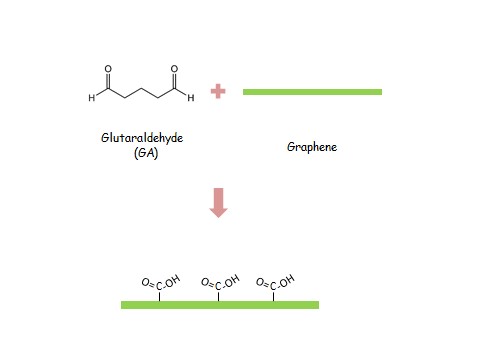 O O
H H
Glutaraldehyde
(GA)
Graphene
O=C-OH O=C-OH O=C-OH